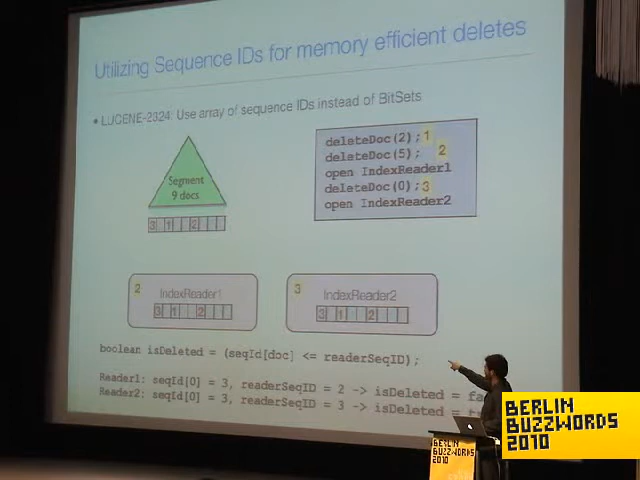 Utilizing Sequence IDs for memory efficient deletes
• LUCENE-2324: Use array of sequence IDs instead of BitSets
Segment
9 docs
3 1 2
deleteDoc(2); 1
deleteDoc(5); 2
open IndexReader1
deleteDoc(0); 3
open IndexReader2
2
IndexReader1
3 1 2
3
IndexReader2
3 1 2
boolean isDeleted = (seqId[doc] <= readerSeqID);
Reader1: seqId[0] = 3, readerSeqID = 2 -> isDeleted =
Reader2: seqId[0] = 3, readerSeqID = 3 -> isDeleted =
BERLIN
BUZZWORDS
2010
BERLIN
BUZZWORDS
2010